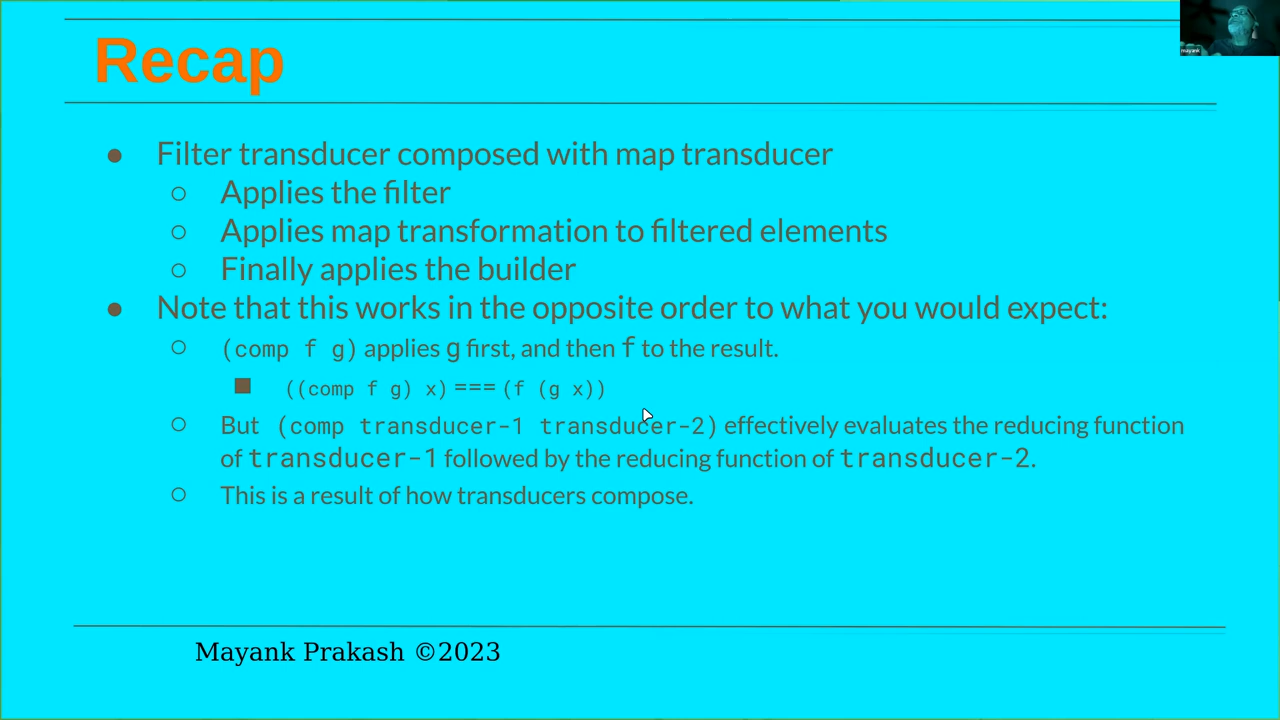 Recap
mayank
● Filter transducer composed with map transducer
○ Applies the filter
○ Applies map transformation to filtered elements
○ Finally applies the builder
● Note that this works in the opposite order to what you would expect:
○ (comp f g) applies g first, and then f to the result.
■ ((comp f g) x) === (f (g x))
○ But (comp transducer-1 transducer-2) effectively evaluates the reducing function
of transducer-1 followed by the reducing function of transducer-2.
○ This is a result of how transducers compose.
Mayank Prakash ©2023